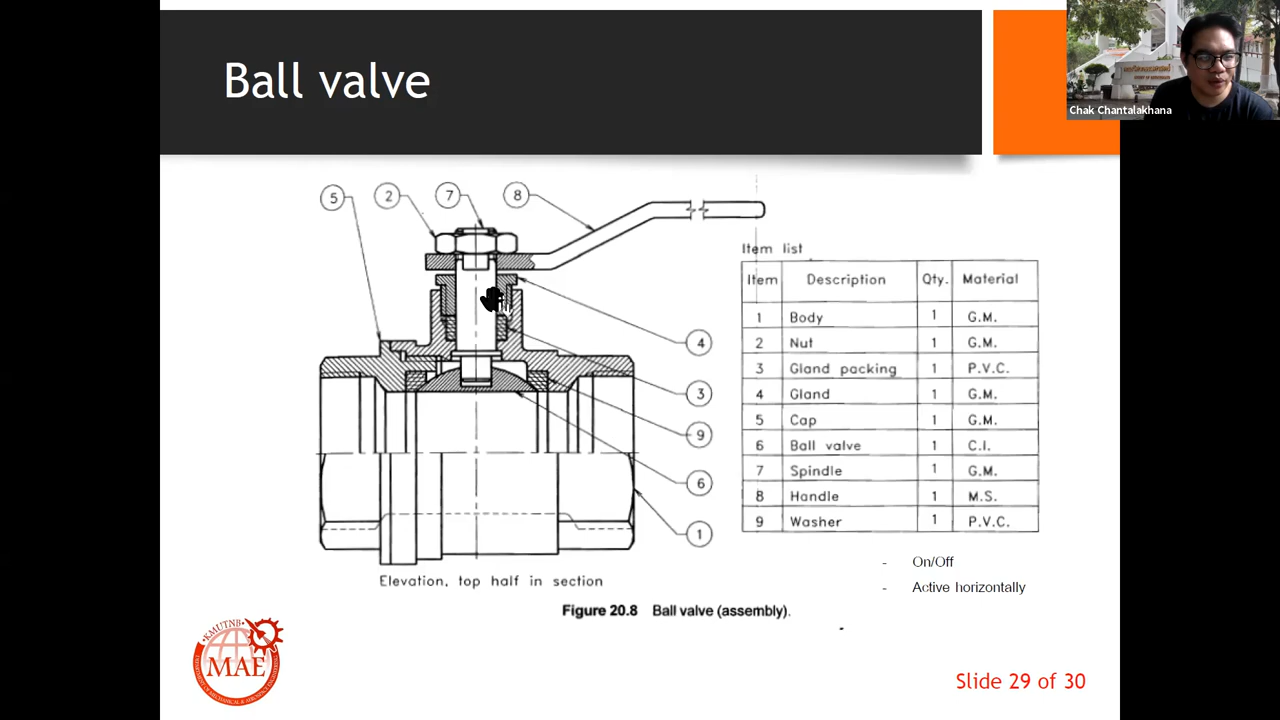 Ball valve
Chak Chantalakhana
5 2 7 8
Item list
Item Description Qty. Material
1 Body 1 G.M.
2 Nut 1 G.M.
3 Gland packing 1 P.V.C.
4 Gland 1 G.M.
5 Cap 1 G.M.
6 Ball valve 1 C.I.
7 Spindle 1 G.M.
8 Handle 1 M.S.
9 Washer 1 P.V.C.
4
3
9
6
1
Elevation, top half in section
- On/Off
- Active horizontally
Figure 20.8 Ball valve (assembly).
KMUTNB
MAE
Slide 29 of 30